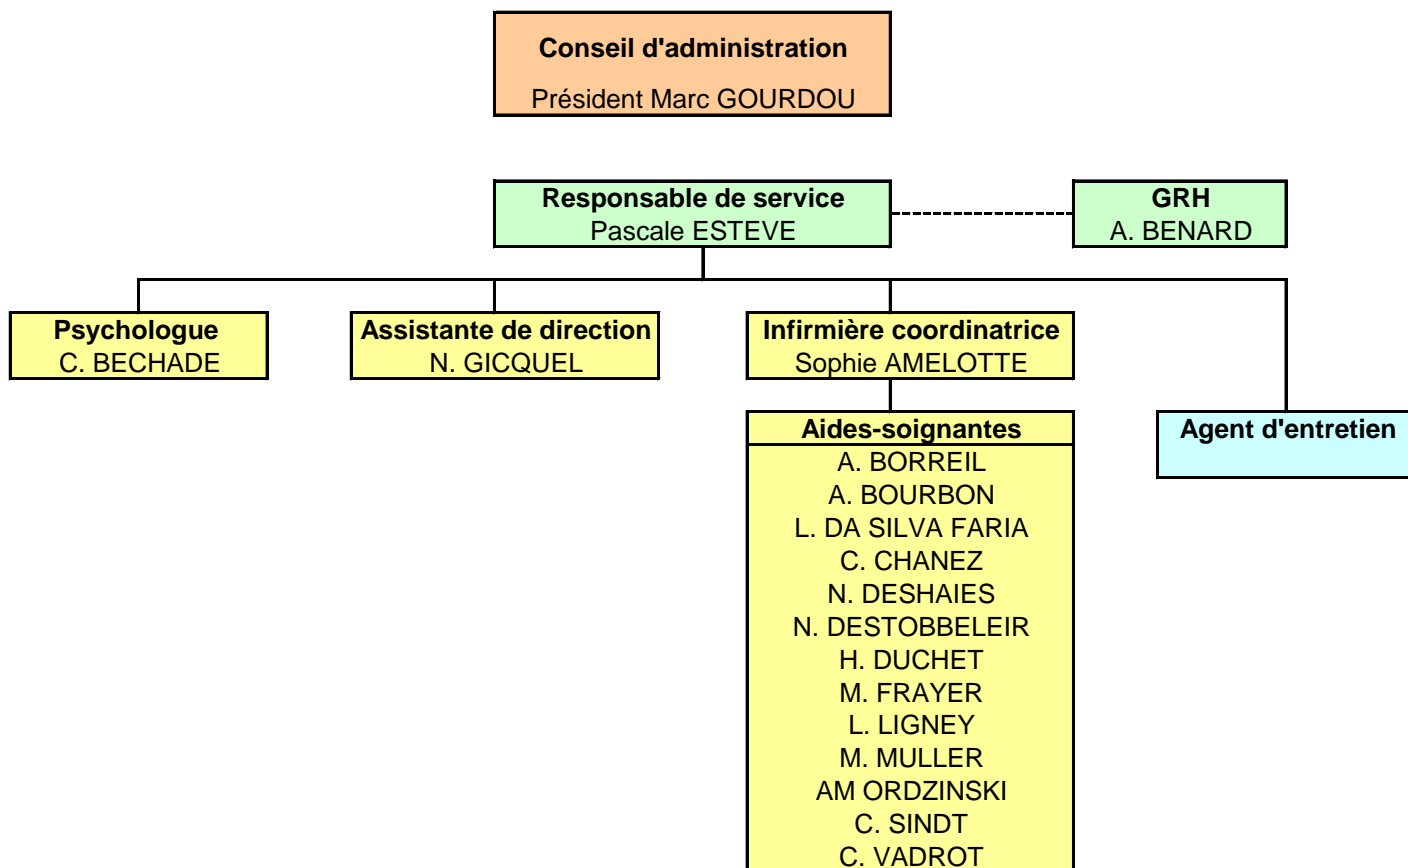 Conseil d'administration
Président Marc GOURDOU
Responsable de service
Pascale ESTEVE
GRH
A. BENARD
Psychologue
C. BECHADE
Assistante de direction
N. GICQUEL
Infirmière coordinatrice
Sophie AMELOTTE
Aides-soignantes
A. BORREIL
A. BOURBON
L. DA SILVA FARIA
C. CHANEZ
N. DESHAIES
N. DESTOBBELEIR
H. DUCHET
M. FRAYER
L. LIGNEY
M. MULLER
AM ORDZINSKI
C. SINDT
C. VADROT
Agent d'entretien